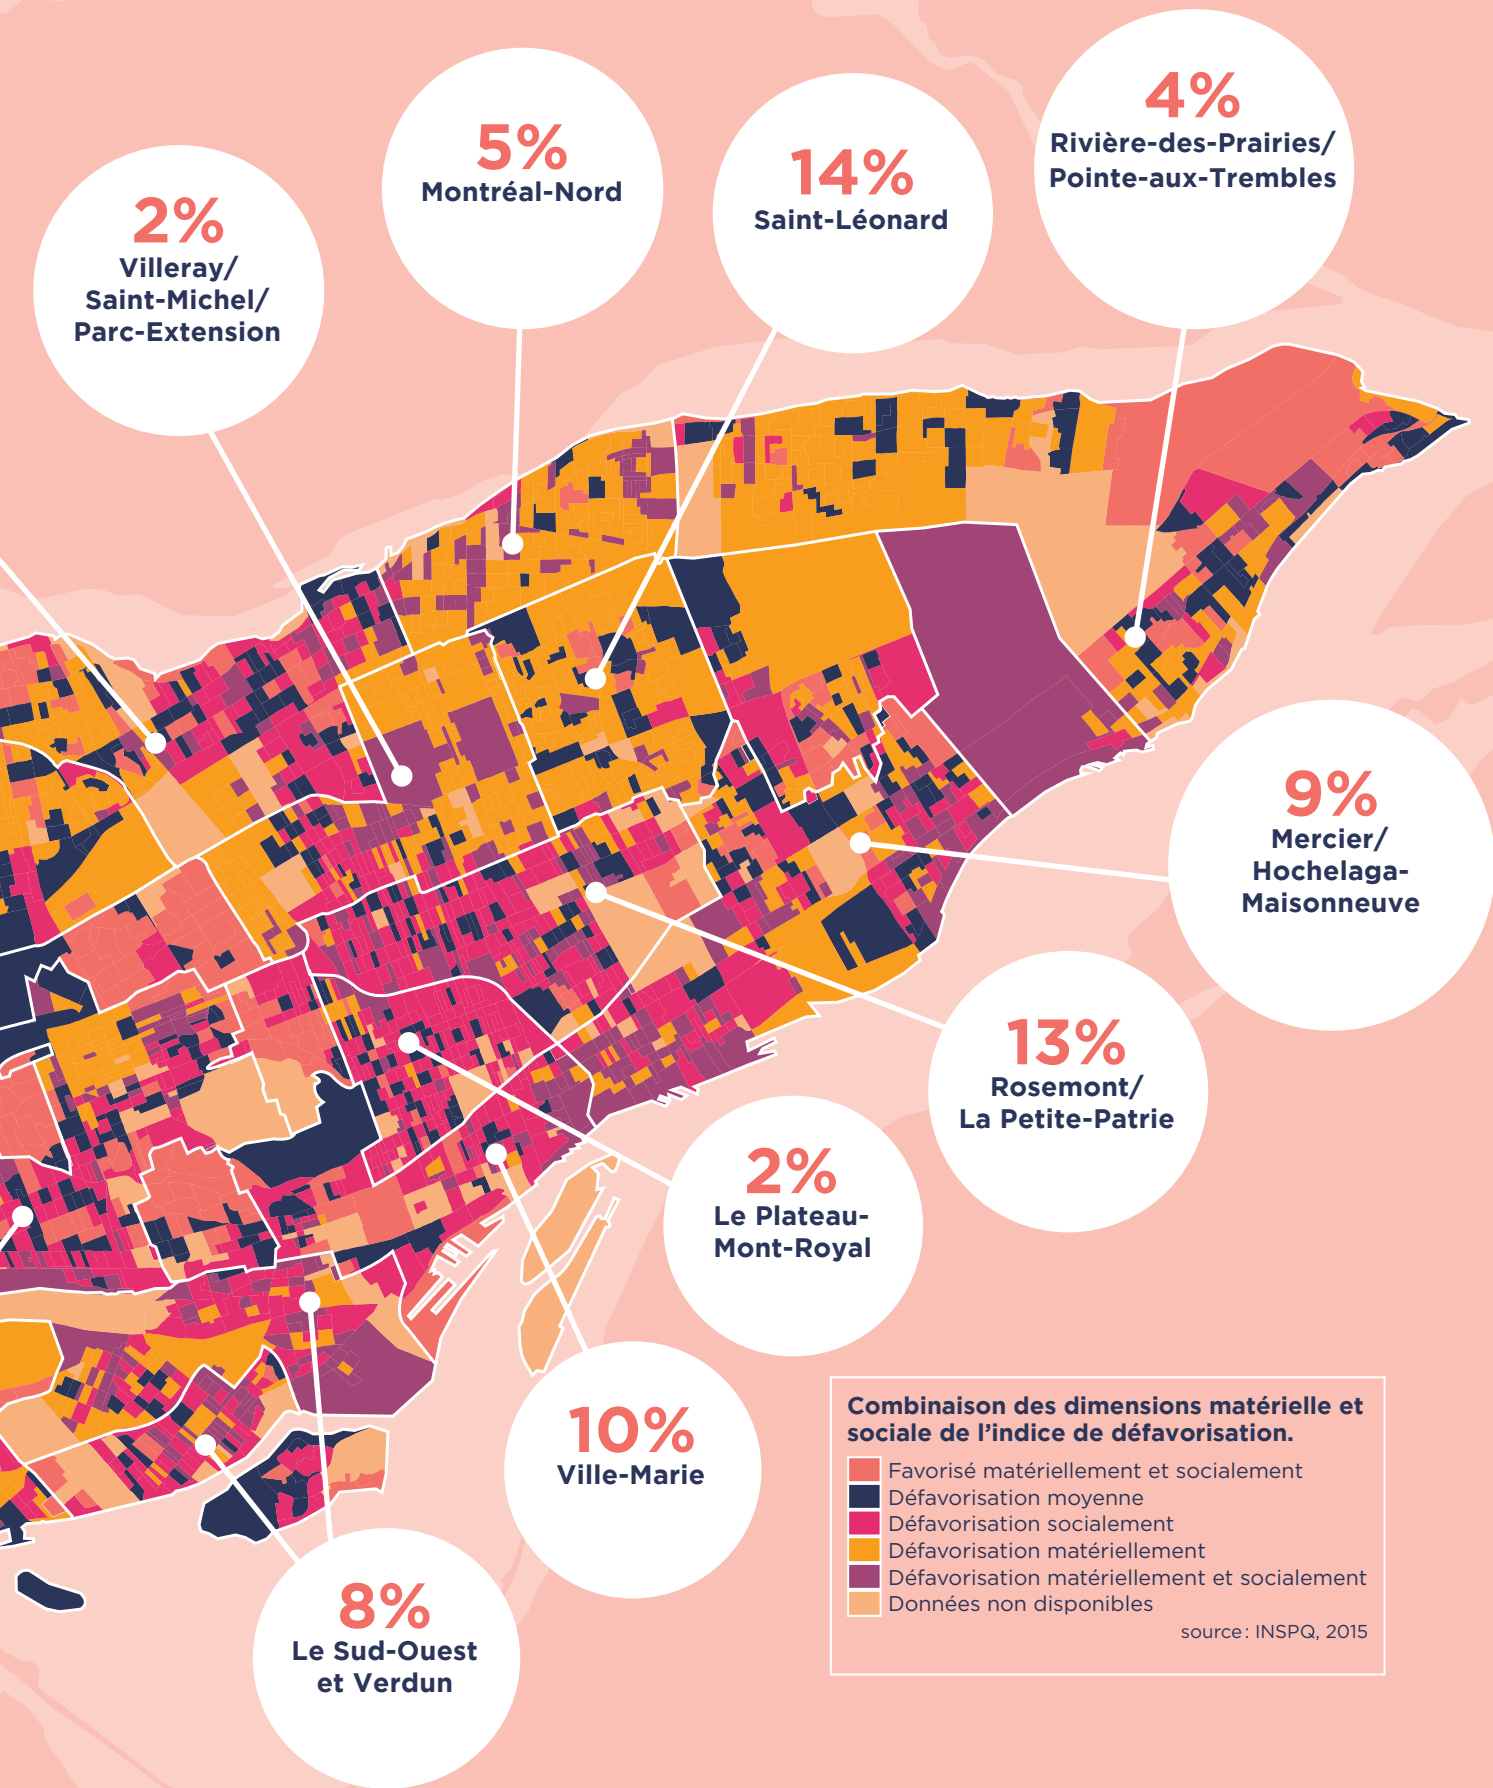 4%
Rivière-des-Prairies/
Pointe-aux-Trembles
5%
Montréal-Nord
14%
Saint-Léonard
2%
Villeray/
Saint-Michel/
Parc-Extension
9%
Mercier/
Hochelaga-
Maisonneuve
13%
Rosemont/
La Petite-Patrie
2%
Le Plateau-
Mont-Royal
10%
Ville-Marie
8%
Le Sud-Ouest
et Verdun
Combinaison des dimensions matérielle et
sociale de l’indice de défavorisation.
Favorisé matériellement et socialement
Défavorisation moyenne
Défavorisation socialement
Défavorisation matériellement
Défavorisation matériellement et socialement
Données non disponibles
source : INSPQ, 2015